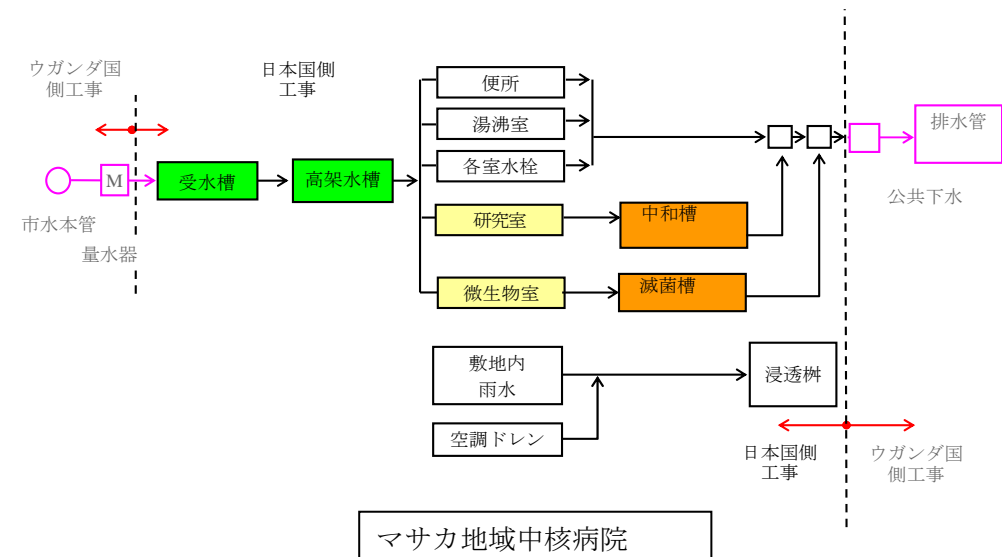 ウガンダ国
側工事
日本国側
工事
便所
湯沸室
各室水栓
排水管
市水本管
M
量水器
受水槽
高架水槽
公共下水
研究室
中和槽
微生物室
滅菌槽
敷地内
雨水
浸透桝
空調ドレン
日本国側
工事
ウガンダ国
側工事
マサカ地域中核病院